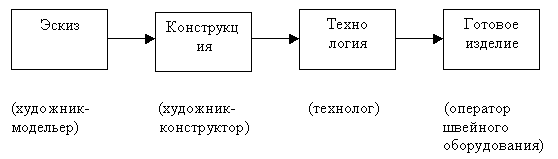 Эскиз
Конструкц
ия
Техно
логия
Готовое
изделие
(художник-
модельер)
(художник-
конструктор)
(технолог)
(оператор
швейного
оборудования)